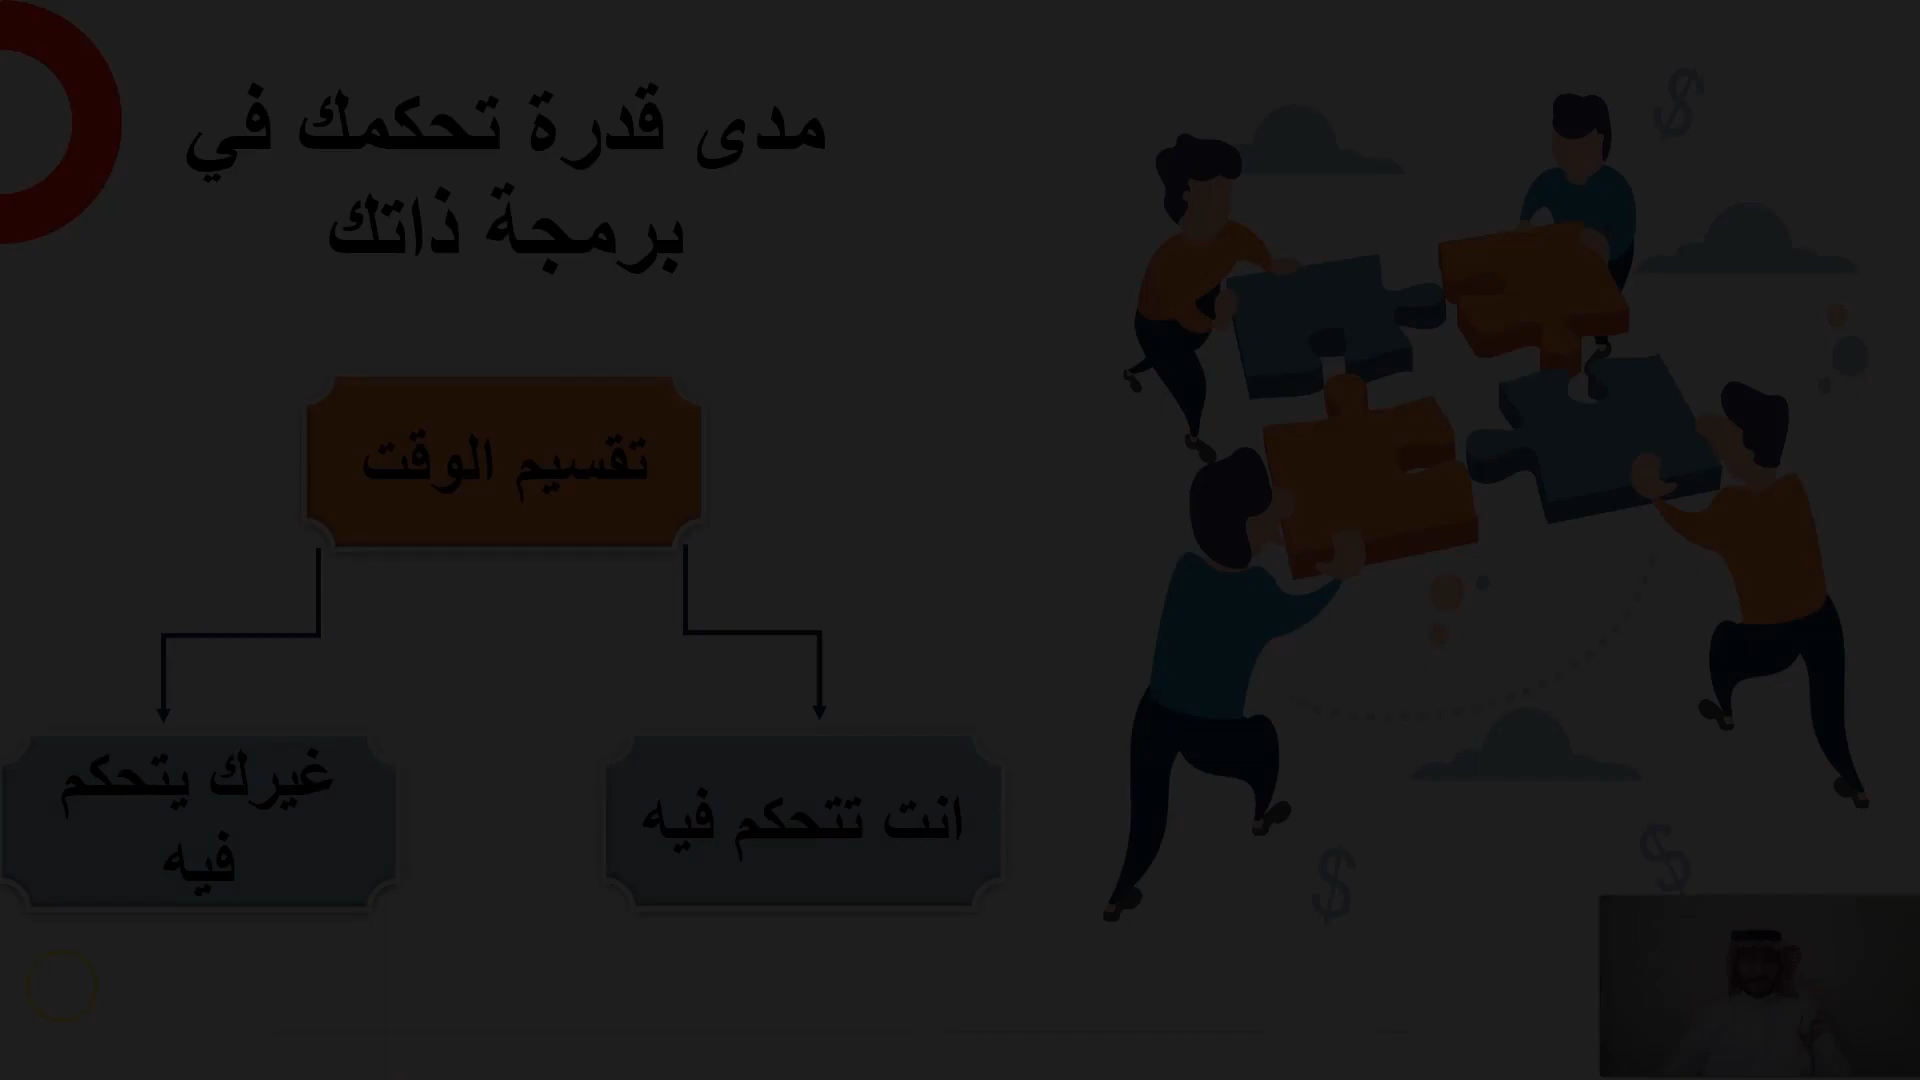 مدى قدرة تحكمك في
برمجة ذاتك
تقسيم الوقت
انت تتحكم فيه
غيرك يتحكم
فيه